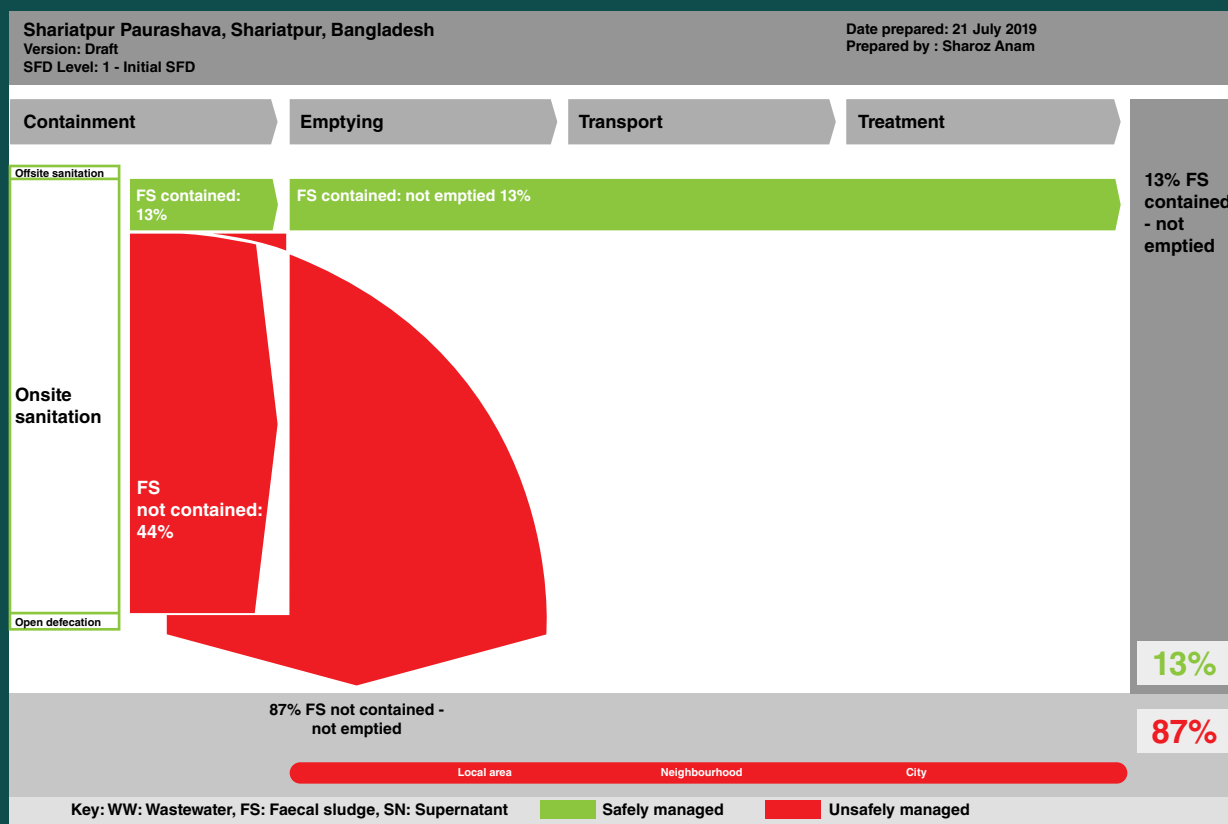 Shariatpur Paurashava, Shariatpur, Bangladesh
Version: Draft
SFD Level: 1 - Initial SFD
Date prepared: 21 July 2019
Prepared by : Sharoz Anam
Containment
Emptying
Transport
Treatment
Offsite sanitation
FS contained:
13%
FS contained: not emptied 13%
13% FS
contained
- not
emptied
Onsite
sanitation
FS
not contained:
44%
Open defecation
13%
87% FS not contained -
not emptied
87%
Local area
Neighbourhood
City
Key: WW: Wastewater, FS: Faecal sludge, SN: Supernatant
Safely managed
Unsafely managed